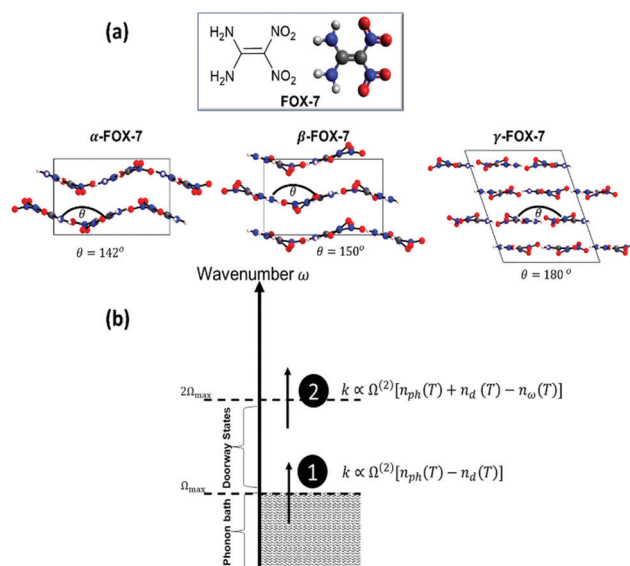 (a)
H₂N
NO₂
H₂N
NO₂
FOX-7
α-FOX-7
β-FOX-7
γ-FOX-7
θ
θ
θ
θ = 142°
θ = 150°
θ = 180 °
Wavenumber ω
(b)
2Ω_max
2
k ∝ Ω⁽²⁾[n_ph(T) + n_d (T) − n_ω(T)]
Doorway States
1
k ∝ Ω⁽²⁾[n_ph(T) − n_d(T)]
Ω_max
Phonon bath